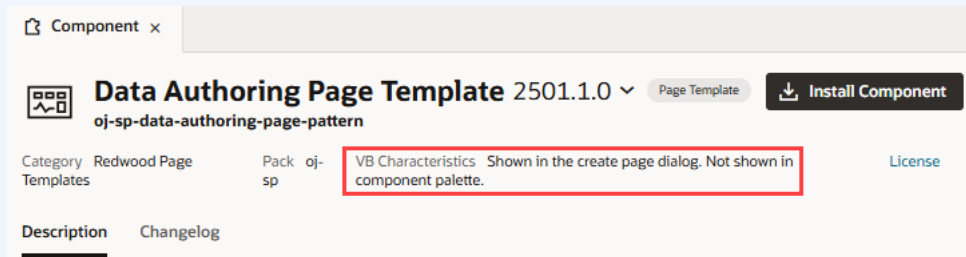 Component ×
Data Authoring Page Template 2501.1.0 Page Template Install Component
oj-sp-data-authoring-page-pattern
Category Redwood Page Templates
Pack oj-sp
VB Characteristics Shown in the create page dialog. Not shown in
component palette.
License
Description Changelog